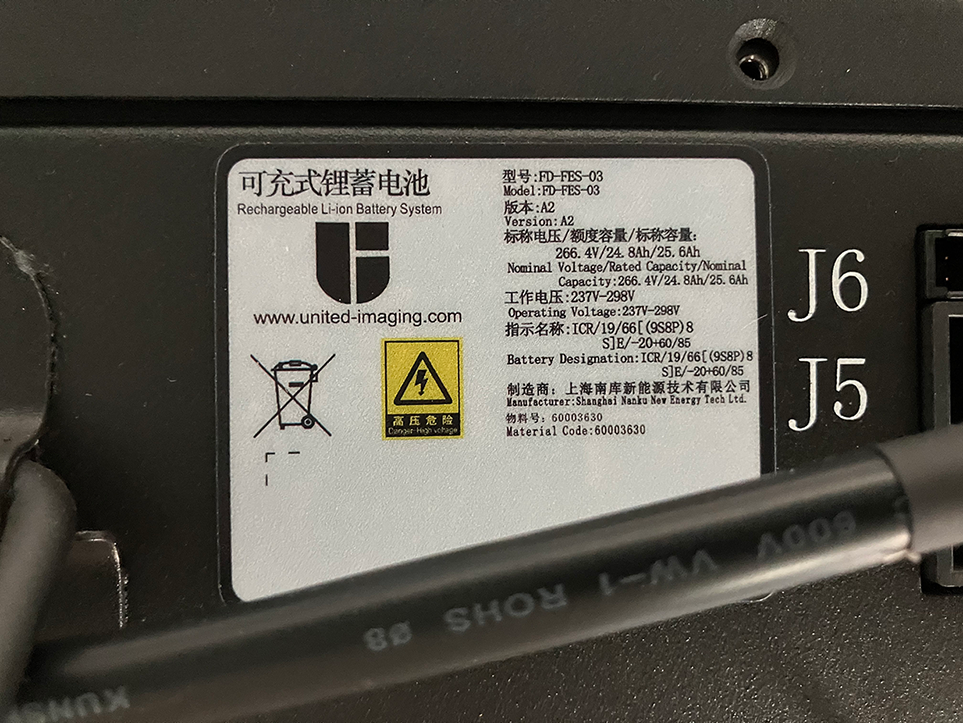 可充式锂蓄电池
Rechargeable Li-ion Battery System
www.united-imaging.com
高压危险
Danger High voltage
型号:FD-FES-03
Model:FD-FES-03
版本:A2
Version:A2
标称电压/额度容量/标称容量:
266.4V/24.8Ah/25.6Ah
Nominal Voltage/Rated Capacity/Nominal
Capacity:266.4V/24.8Ah/25.6Ah
工作电压:237V-298V
Operating Voltage:237V-298V
指示名称:ICR/19/66[(9S8P)8
S]E/-20+60/85
Battery Designation:ICR/19/66[(9S8P)8
S]E/-20+60/85
制造商: 上海南库新能源技术有限公司
Manufacturer:Shanghai Nanku New Energy Tech Ltd.
物料号: 60003630
Material Code:60003630
J6
J5
600V VW-1 ROHS Ø8